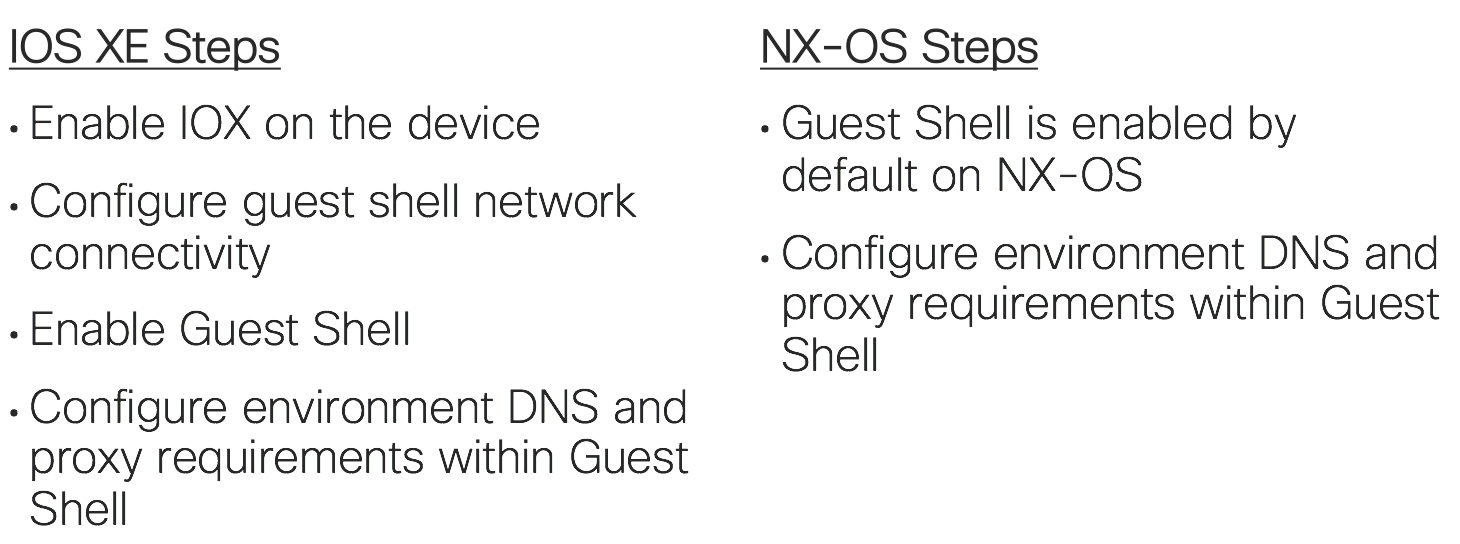 IOS XE Steps
• Enable IOX on the device
• Configure guest shell network
connectivity
• Enable Guest Shell
• Configure environment DNS and
proxy requirements within Guest
Shell
NX-OS Steps
• Guest Shell is enabled by
default on NX-OS
• Configure environment DNS and
proxy requirements within Guest
Shell